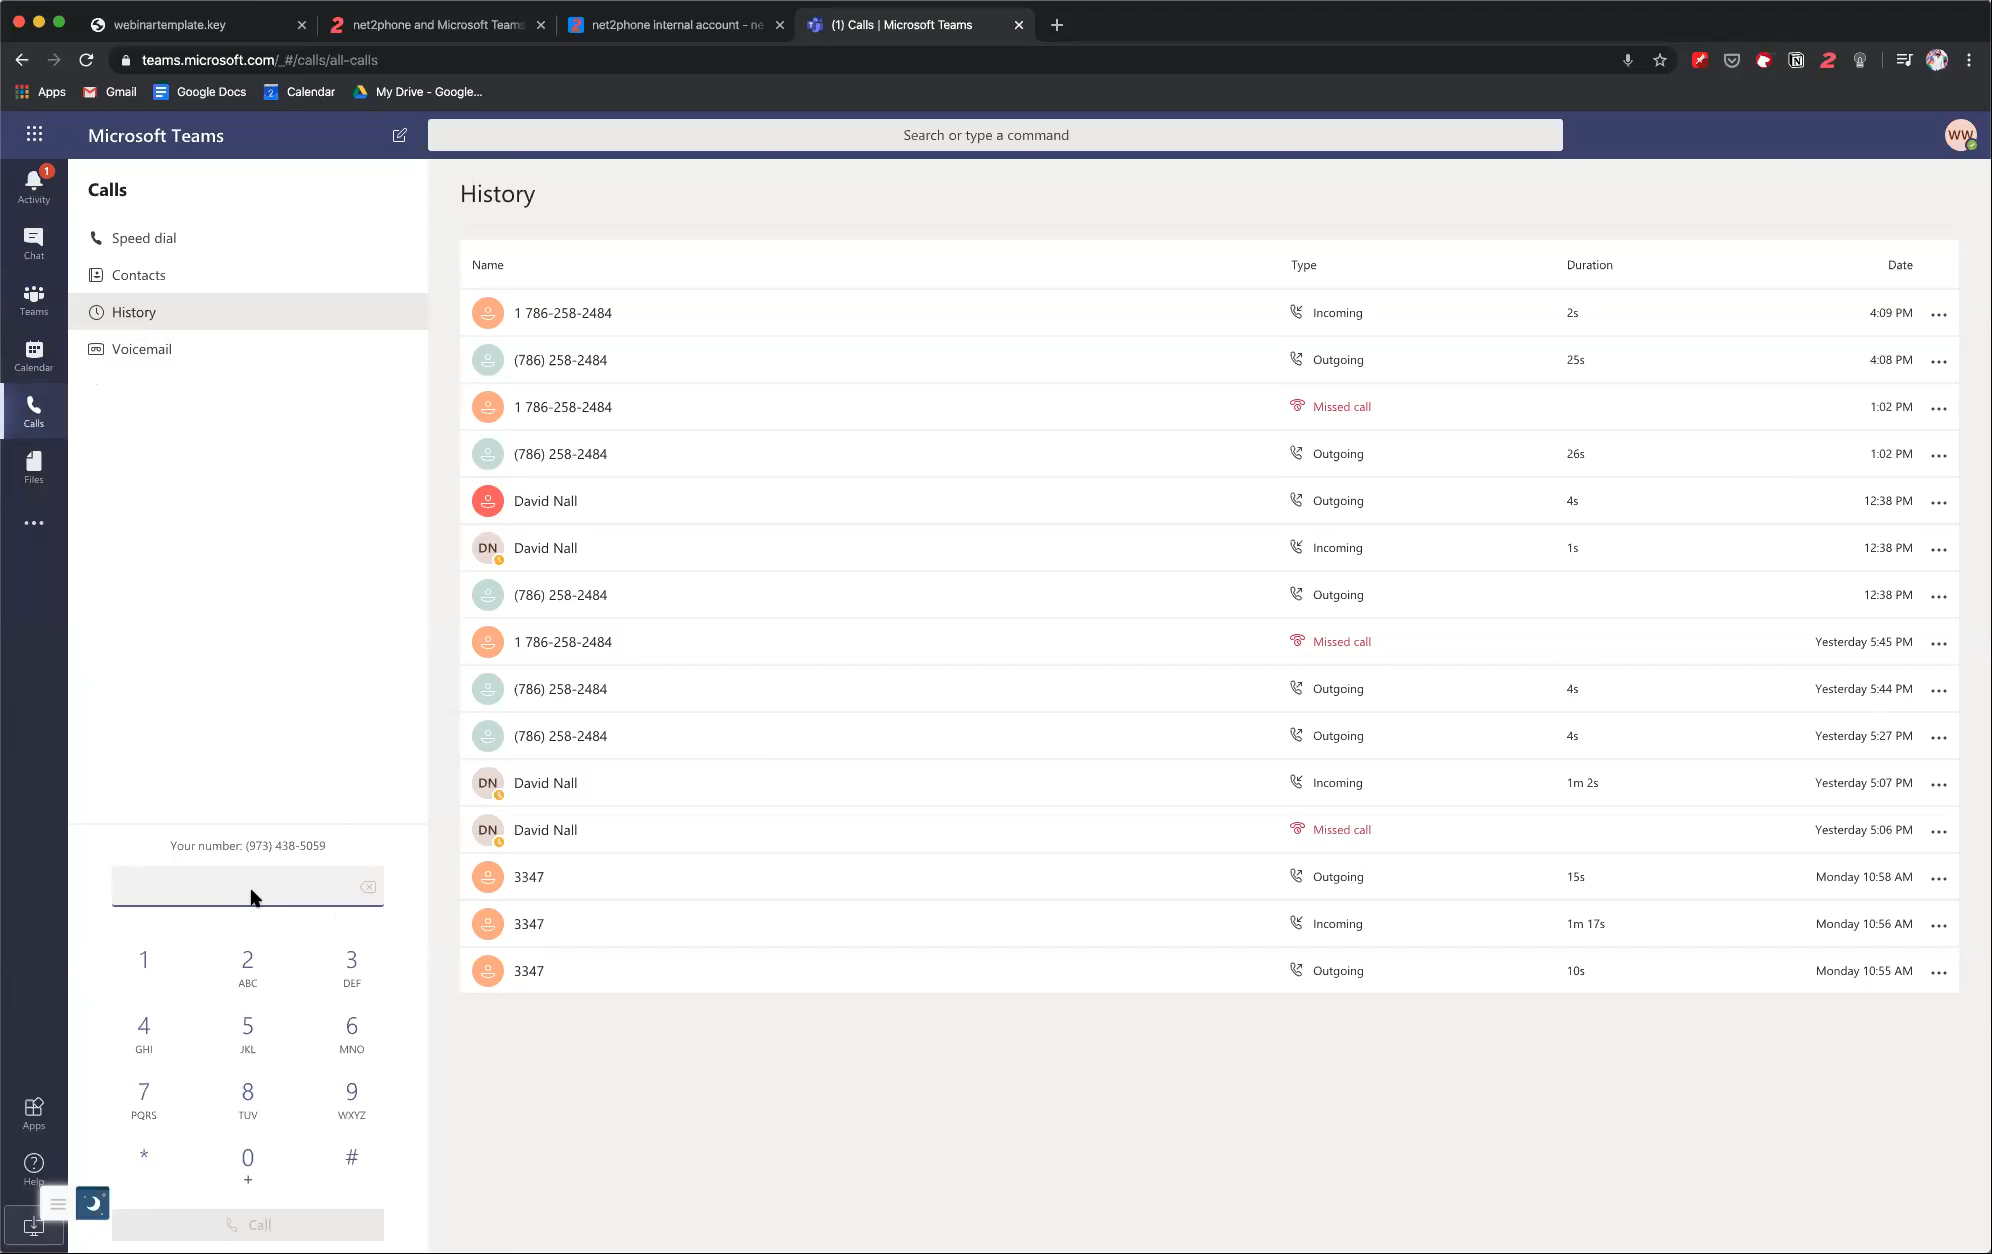 webinartemplate.key
net2phone and Microsoft Teams
net2phone internal account - ne
(1) Calls | Microsoft Teams
teams.microsoft.com/_#/calls/all-calls
Apps
Gmail
Google Docs
Calendar
My Drive - Google...
Microsoft Teams
Search or type a command
WW
1
Activity
Chat
Teams
Calendar
Calls
Files
Apps
Help
Calls
Speed dial
Contacts
History
Voicemail
Your number: (973) 438-5059
1
2
3
ABC
DEF
4
5
6
GHI
JKL
MNO
7
8
9
PQRS
TUV
WXYZ
*
0
#
+
Call
History
Name Type Duration Date
1 786-258-2484 Incoming 2s 4:09 PM
(786) 258-2484 Outgoing 25s 4:08 PM
1 786-258-2484 Missed call 1:02 PM
(786) 258-2484 Outgoing 26s 1:02 PM
David Nall Outgoing 4s 12:38 PM
DN David Nall Incoming 1s 12:38 PM
(786) 258-2484 Outgoing 12:38 PM
1 786-258-2484 Missed call Yesterday 5:45 PM
(786) 258-2484 Outgoing 4s Yesterday 5:44 PM
(786) 258-2484 Outgoing 4s Yesterday 5:27 PM
DN David Nall Incoming 1m 2s Yesterday 5:07 PM
DN David Nall Missed call Yesterday 5:06 PM
3347 Outgoing 15s Monday 10:58 AM
3347 Incoming 1m 17s Monday 10:56 AM
3347 Outgoing 10s Monday 10:55 AM